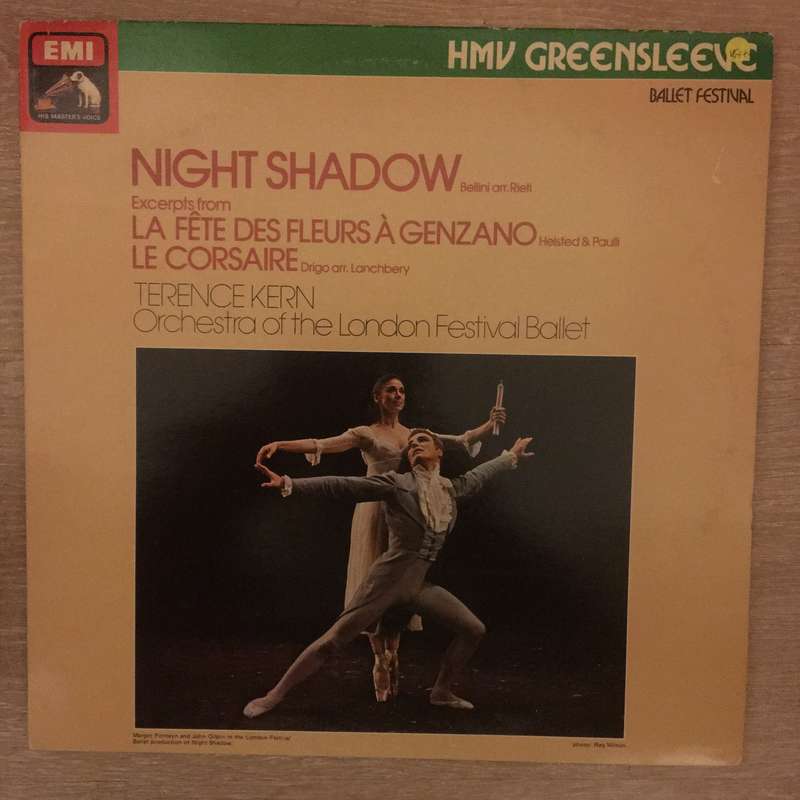 EMI
HIS MASTER'S VOICE
HMV GREENSLEEVE
BALLET FESTIVAL
NIGHT SHADOW Bellini arr. Rieti
Excerpts from
LA FÊTE DES FLEURS À GENZANO Helsted & Paulli
LE CORSAIRE Drigo arr. Lanchbery
TERENCE KERN
Orchestra of the London Festival Ballet
Margot Fonteyn and John Gilpin in the London Festival
Ballet production of Night Shadow.
photo: Reg Wilson